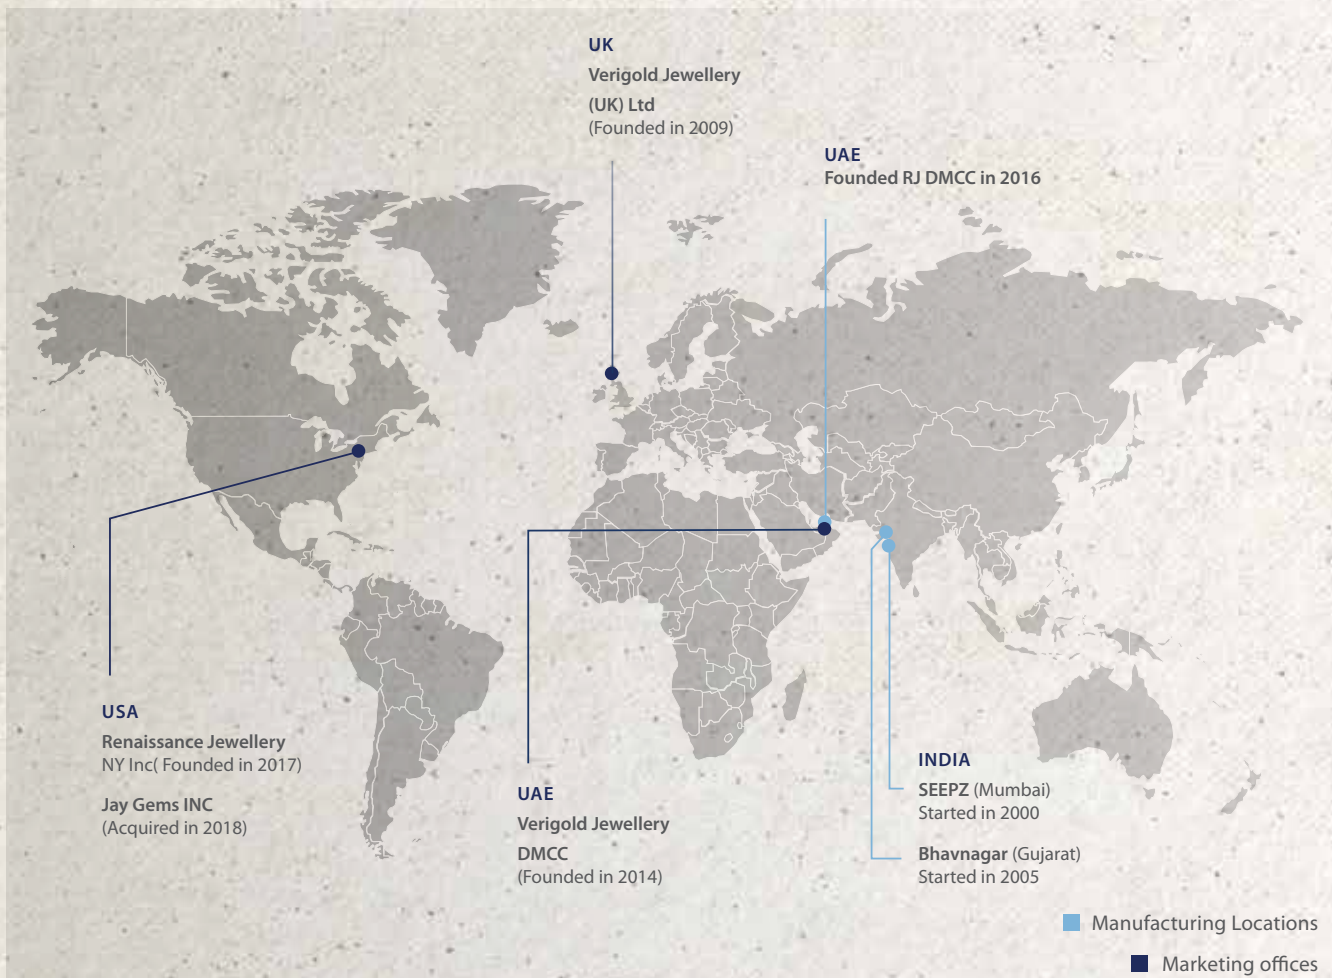 UK
Verigold Jewellery
(UK) Ltd
(Founded in 2009)
UAE
Founded RJ DMCC in 2016
USA
Renaissance Jewellery
NY Inc( Founded in 2017)
Jay Gems INC
(Acquired in 2018)
UAE
Verigold Jewellery
DMCC
(Founded in 2014)
INDIA
SEEPZ (Mumbai)
Started in 2000
Bhavnagar (Gujarat)
Started in 2005
Manufacturing Locations
Marketing offices